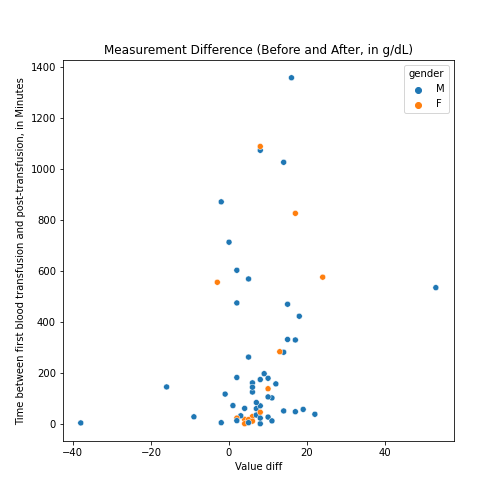 Measurement Difference (Before and After, in g/dL)
gender
M
F
Time between first blood transfusion and post-transfusion, in Minutes
1400
1200
1000
800
600
400
200
0
−40
−20
0
20
40
Value diff